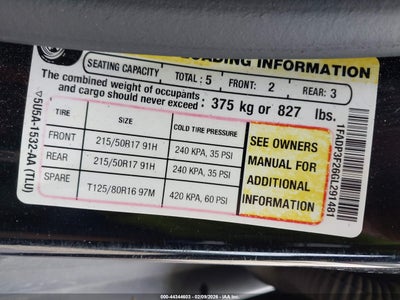 LOADING INFORMATION
SEATING CAPACITY TOTAL : 5 FRONT: 2 REAR: 3
The combined weight of occupants
and cargo should never exceed : 375 kg or 827 lbs.
TIRE SIZE COLD TIRE PRESSURE
FRONT 215/50R17 91H 240 KPA, 35 PSI
REAR 215/50R17 91H 240 KPA, 35 PSI
SPARE T125/80R16 97M 420 KPA, 60 PSI
SEE OWNERS
MANUAL FOR
ADDITIONAL
INFORMATION
5U5A-1532-AA (TLU)
1FADP3F260L291481
000-44344603 - 02/09/2026 - IAA Inc.